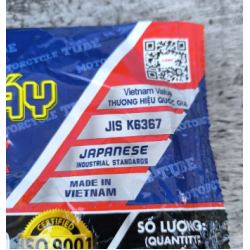 MOTORCYCLE TUBE
ẤY
Vietnam Value
THƯƠNG HIỆU QUỐC GIA
JIS K6367
JAPANESE
INDUSTRIAL STANDARDS
MADE IN
VIETNAM
CERTIFIED
ISO 9001
SỐ LƯỢNG:
(QUANTITY)